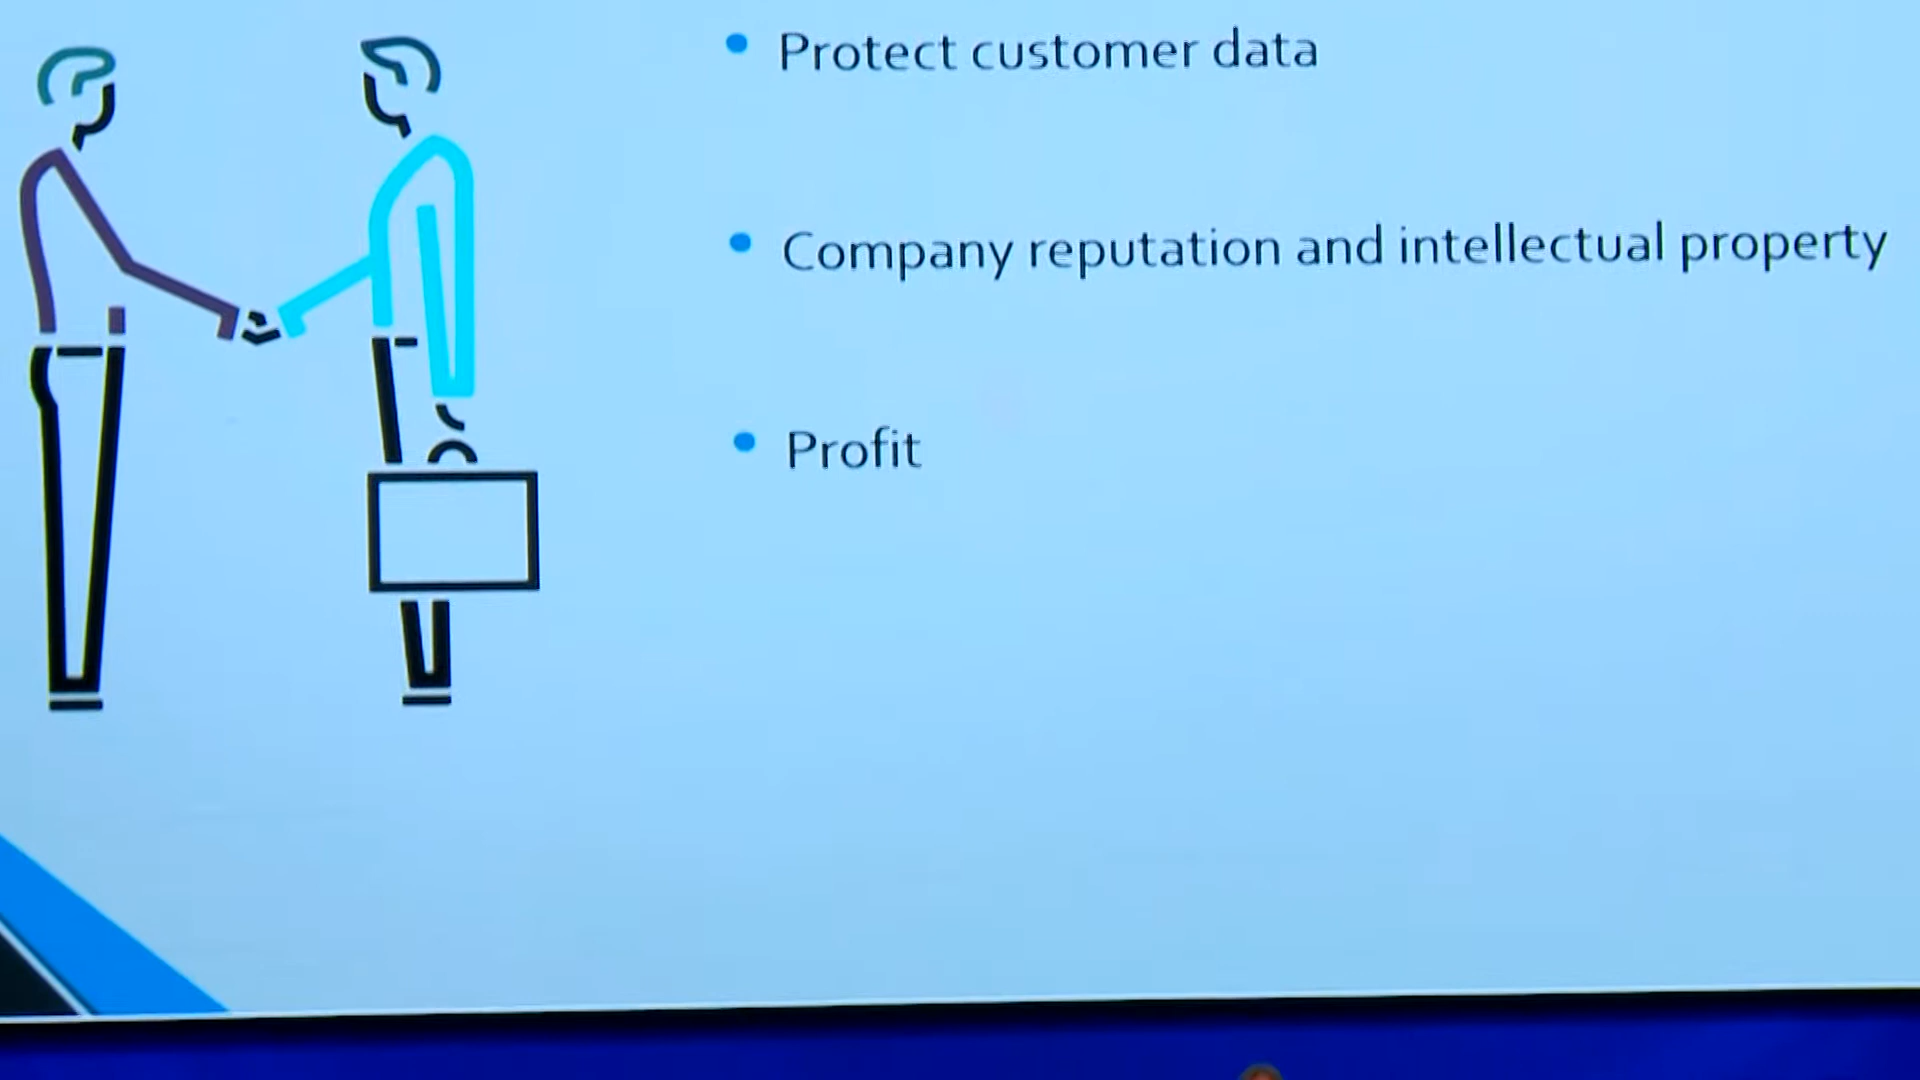 Protect customer data
Company reputation and intellectual property
Profit